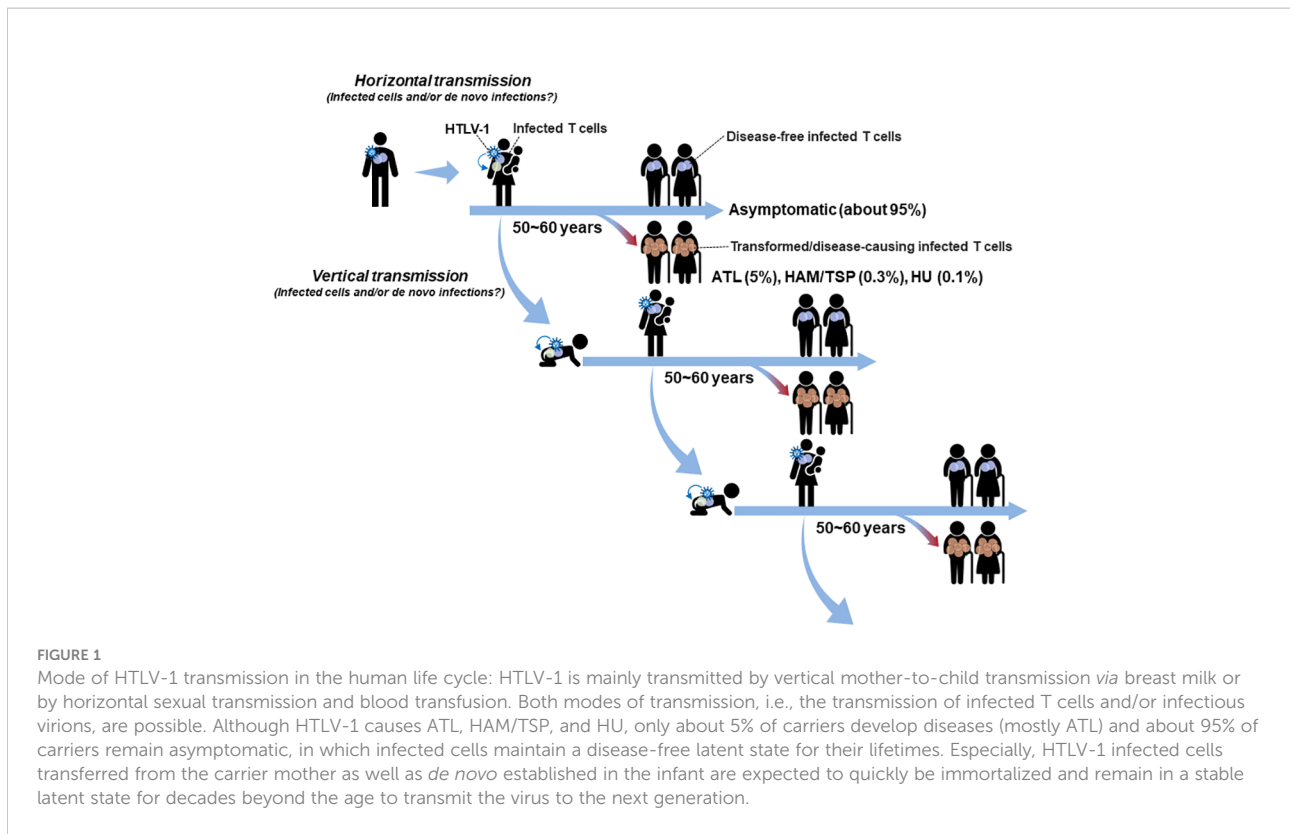 Horizontal transmission
(Infected cells and/or de novo infections?)
HTLV-1
Infected T cells
Disease-free infected T cells
Asymptomatic (about 95%)
50~60 years
Transformed/disease-causing infected T cells
ATL (5%), HAM/TSP (0.3%), HU (0.1%)
Vertical transmission
(Infected cells and/or de novo infections?)
50~60 years
50~60 years
FIGURE 1
Mode of HTLV-1 transmission in the human life cycle: HTLV-1 is mainly transmitted by vertical mother-to-child transmission via breast milk or
by horizontal sexual transmission and blood transfusion. Both modes of transmission, i.e., the transmission of infected T cells and/or infectious
virions, are possible. Although HTLV-1 causes ATL, HAM/TSP, and HU, only about 5% of carriers develop diseases (mostly ATL) and about 95% of
carriers remain asymptomatic, in which infected cells maintain a disease-free latent state for their lifetimes. Especially, HTLV-1 infected cells
transferred from the carrier mother as well as de novo established in the infant are expected to quickly be immortalized and remain in a stable
latent state for decades beyond the age to transmit the virus to the next generation.